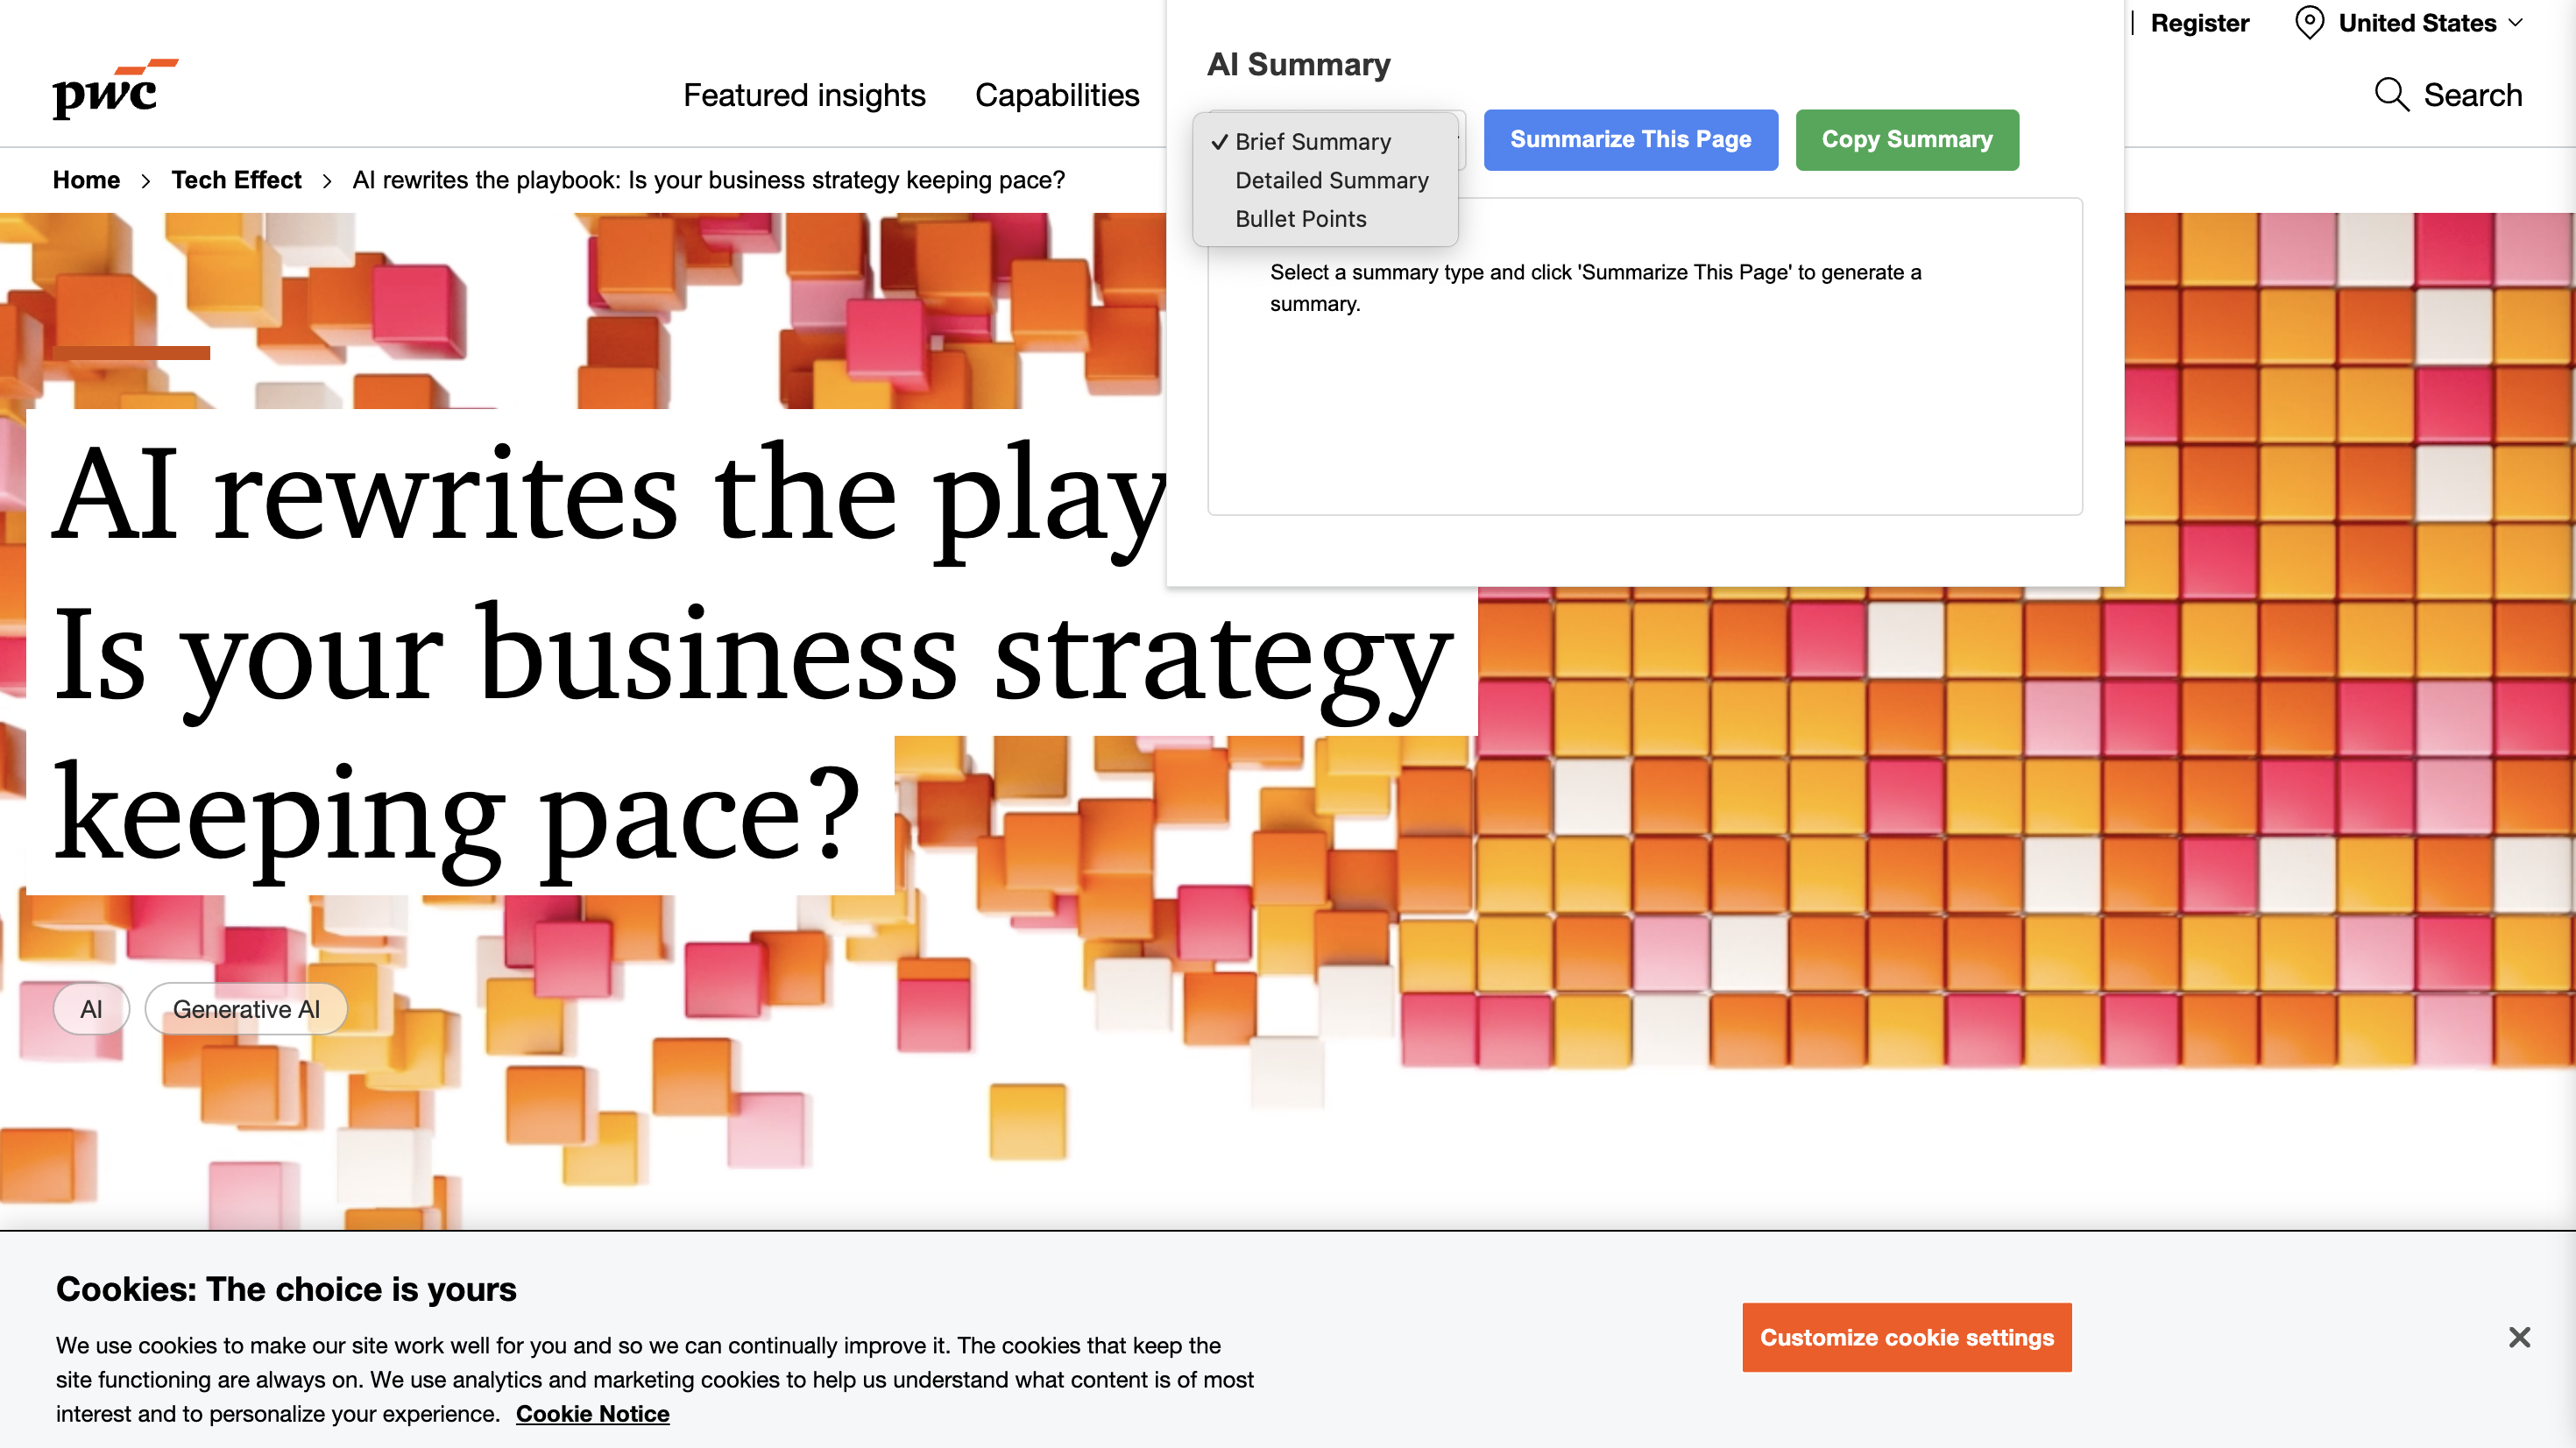 Register
United States
pwc
Featured insights
Capabilities
Search
AI Summary
✓ Brief Summary
Detailed Summary
Bullet Points
Summarize This Page
Copy Summary
Select a summary type and click 'Summarize This Page' to generate a
summary.
Home > Tech Effect > AI rewrites the playbook: Is your business strategy keeping pace?
AI rewrites the play
Is your business strategy
keeping pace?
AI
Generative AI
Cookies: The choice is yours
We use cookies to make our site work well for you and so we can continually improve it. The cookies that keep the
site functioning are always on. We use analytics and marketing cookies to help us understand what content is of most
interest and to personalize your experience. Cookie Notice
Customize cookie settings